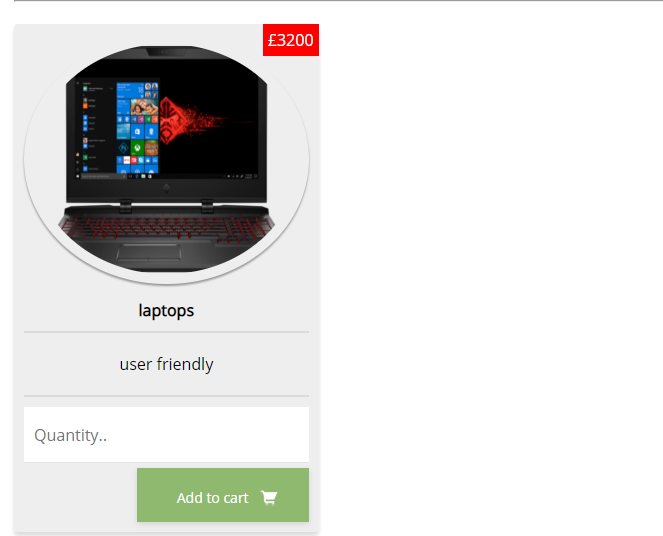 £3200
laptops
user friendly
Quantity..
Add to cart